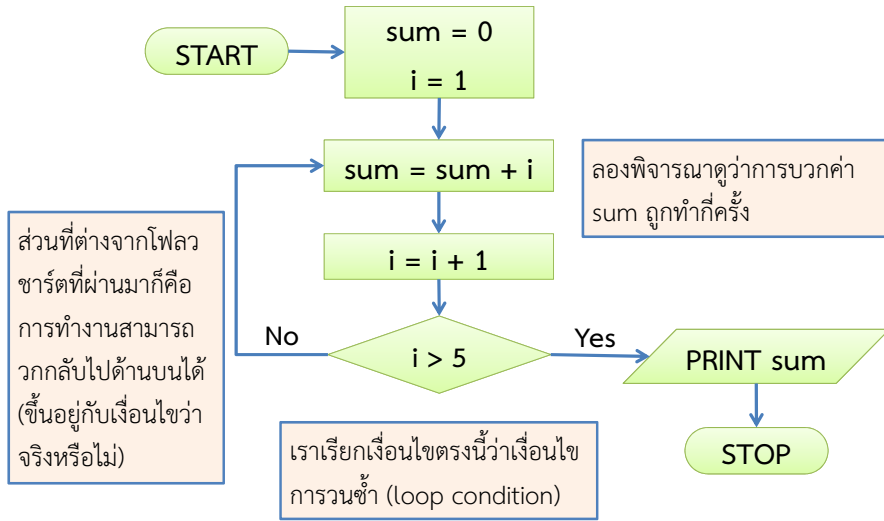 START
sum = 0
i = 1
sum = sum + i
ลองพิจารณาดูว่าการบวกค่า
sum ถูกทำกี่ครั้ง
ส่วนที่ต่างจากโฟลว
ชาร์ตที่ผ่านมาก็คือ
การทำงานสามารถ
วกกลับไปด้านบนได้
(ขึ้นอยู่กับเงื่อนไขว่า
จริงหรือไม่)
i = i + 1
No
i > 5
Yes
PRINT sum
เราเรียกเงื่อนไขตรงนี้ว่าเงื่อนไข
การวนซ้ำ (loop condition)
STOP